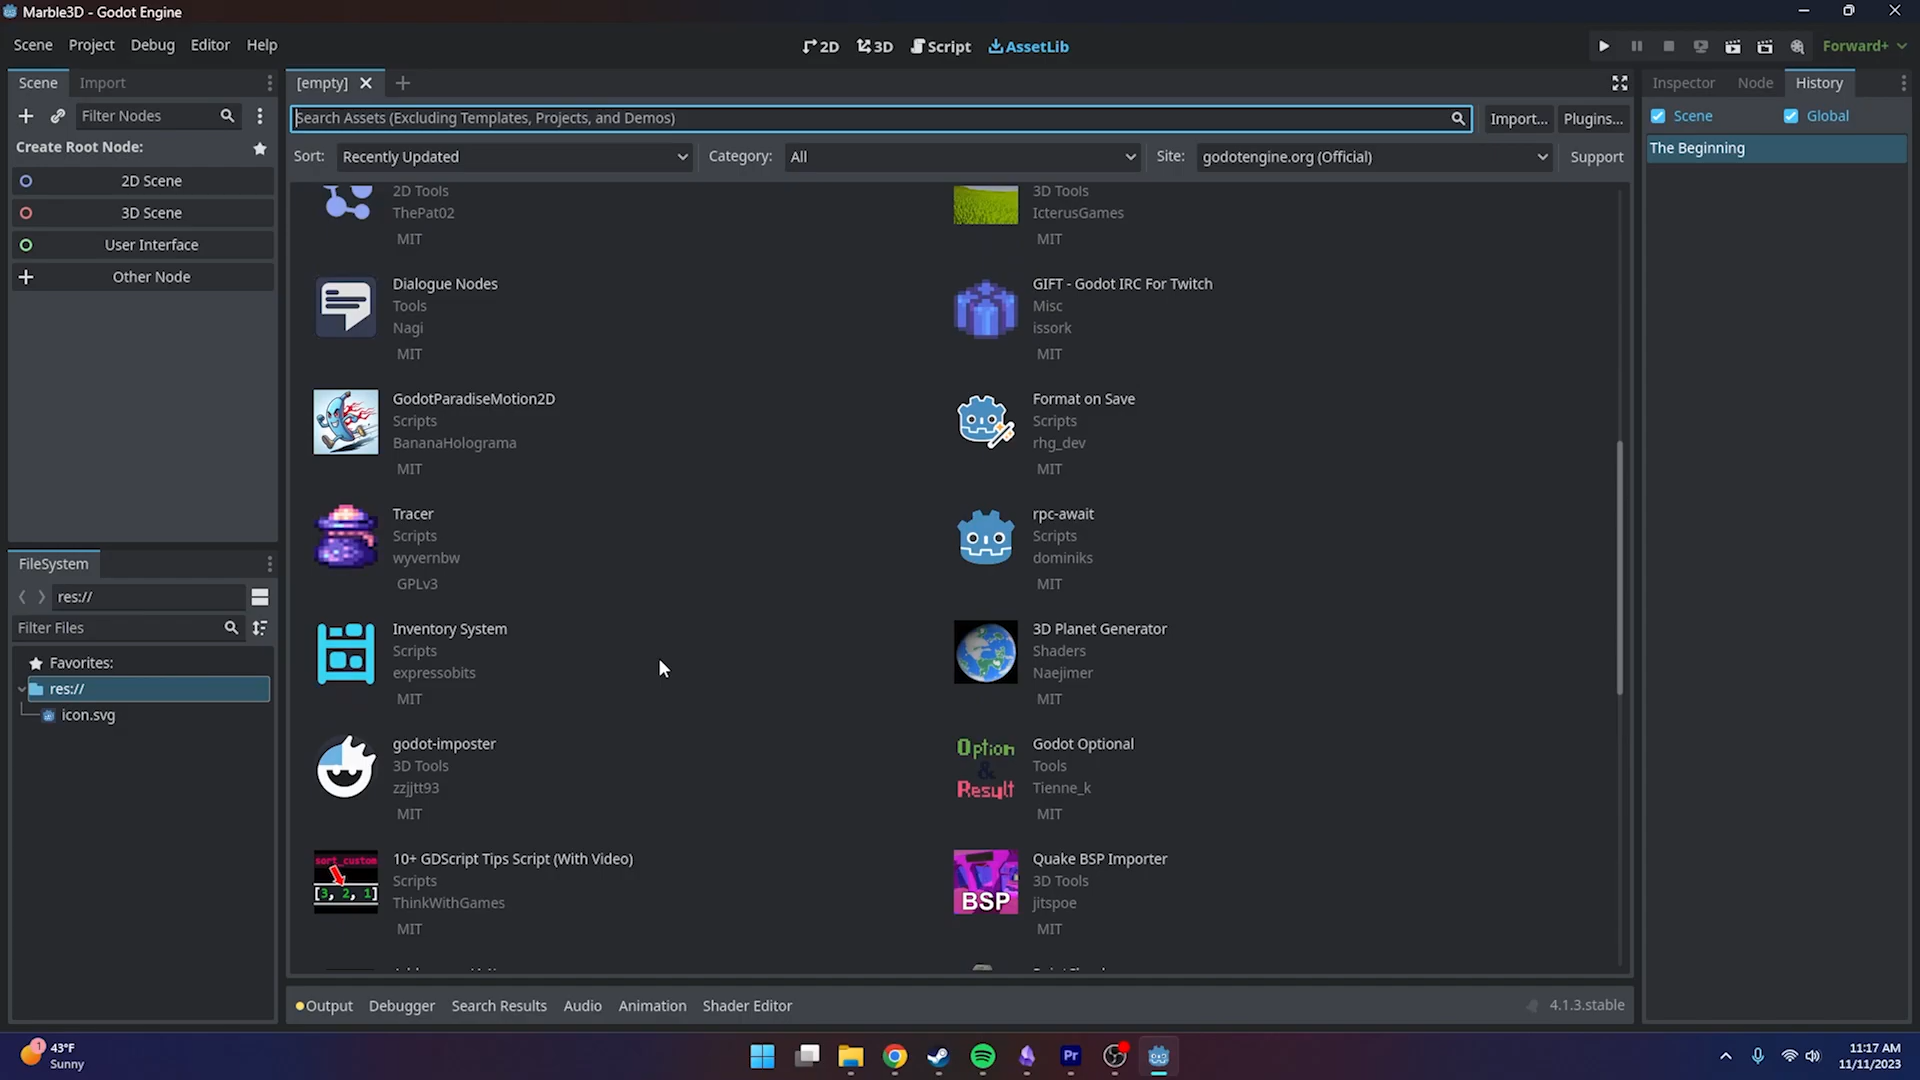 Marble3D - Godot Engine
Scene Project Debug Editor Help
2D 3D Script AssetLib
Forward+
Scene Import
[empty]
Inspector Node History
Filter Nodes
Search Assets (Excluding Templates, Projects, and Demos)
Import... Plugins...
Scene Global
Create Root Node:
Sort: Recently Updated Category: All Site: godotengine.org (Official) Support
The Beginning
2D Scene
3D Scene
User Interface
Other Node
2D Tools
ThePat02
MIT
3D Tools
IcterusGames
MIT
Dialogue Nodes
Tools
Nagi
MIT
GIFT - Godot IRC For Twitch
Misc
issork
MIT
GodotParadiseMotion2D
Scripts
BananaHolograma
MIT
Format on Save
Scripts
rhg_dev
MIT
Tracer
Scripts
wyvernbw
GPLv3
rpc-await
Scripts
dominiks
MIT
Inventory System
Scripts
expressobits
MIT
3D Planet Generator
Shaders
Naejimer
MIT
godot-imposter
3D Tools
zzjjtt93
MIT
Option
&
Result
Godot Optional
Tools
Tienne_k
MIT
sort_custom
[3, 2, 1]
10+ GDScript Tips Script (With Video)
Scripts
ThinkWithGames
MIT
BSP
Quake BSP Importer
3D Tools
jitspoe
MIT
FileSystem
res://
Filter Files
Favorites:
res://
icon.svg
Output Debugger Search Results Audio Animation Shader Editor
4.1.3.stable
1
43°F
Sunny
Pr
11:17 AM
11/11/2023